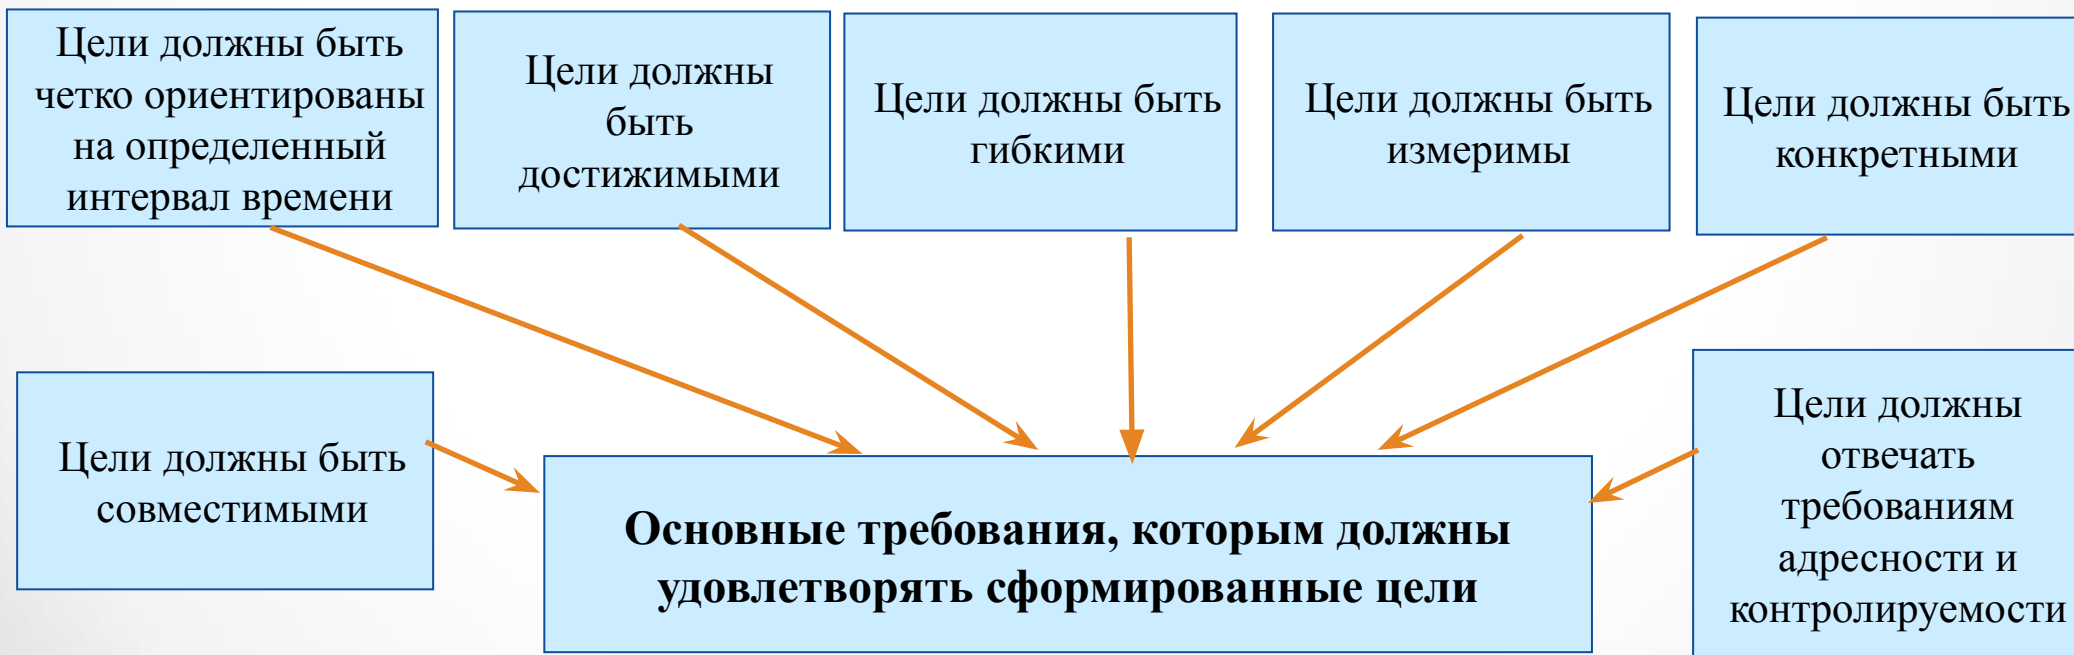 Цели должны быть
четко ориентированы
на определенный
интервал времени
Цели должны
быть
достижимыми
Цели должны быть
гибкими
Цели должны быть
измеримы
Цели должны быть
конкретными
Цели должны быть
совместимыми
Основные требования, которым должны
удовлетворять сформированные цели
Цели должны
отвечать
требованиям
адресности и
контролируемости